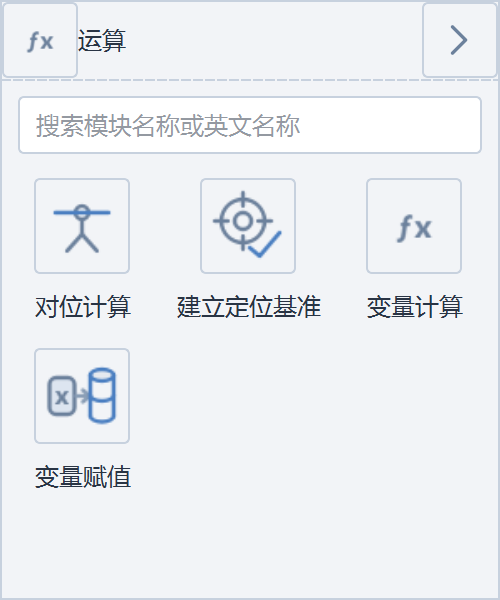 ƒx 运算
搜索模块名称或英文名称
ƒx
对位计算 建立定位基准 变量计算
x
变量赋值